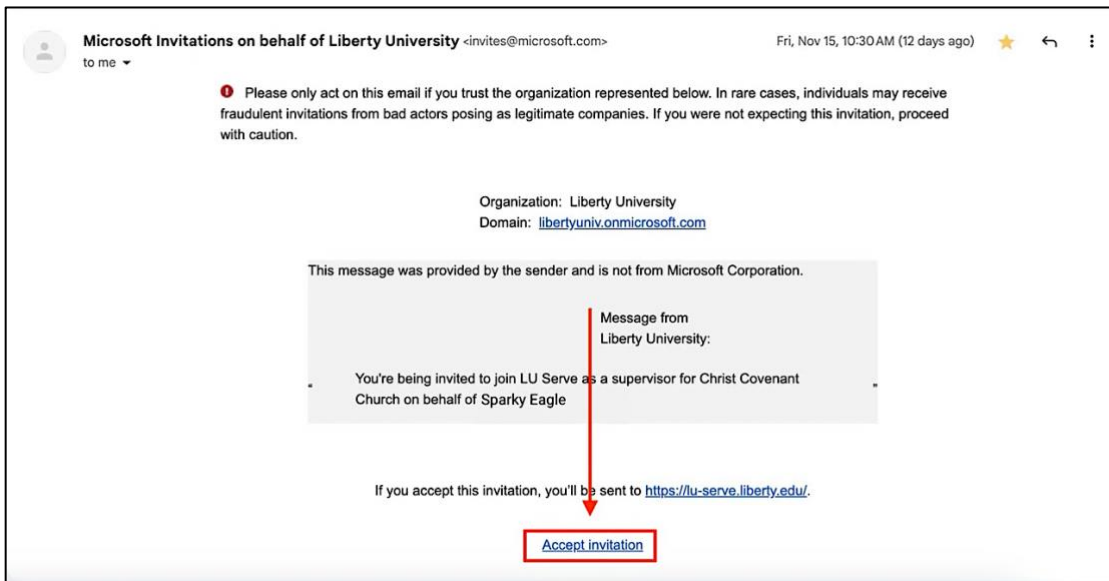 Microsoft Invitations on behalf of Liberty University <invites@microsoft.com>
Fri, Nov 15, 10:30 AM (12 days ago)
to me
Please only act on this email if you trust the organization represented below. In rare cases, individuals may receive
fraudulent invitations from bad actors posing as legitimate companies. If you were not expecting this invitation, proceed
with caution.
Organization: Liberty University
Domain: libertyuniv.onmicrosoft.com
This message was provided by the sender and is not from Microsoft Corporation.
Message from
Liberty University:
You're being invited to join LU Serve as a supervisor for Christ Covenant
Church on behalf of Sparky Eagle
If you accept this invitation, you'll be sent to https://lu-serve.liberty.edu/.
Accept invitation